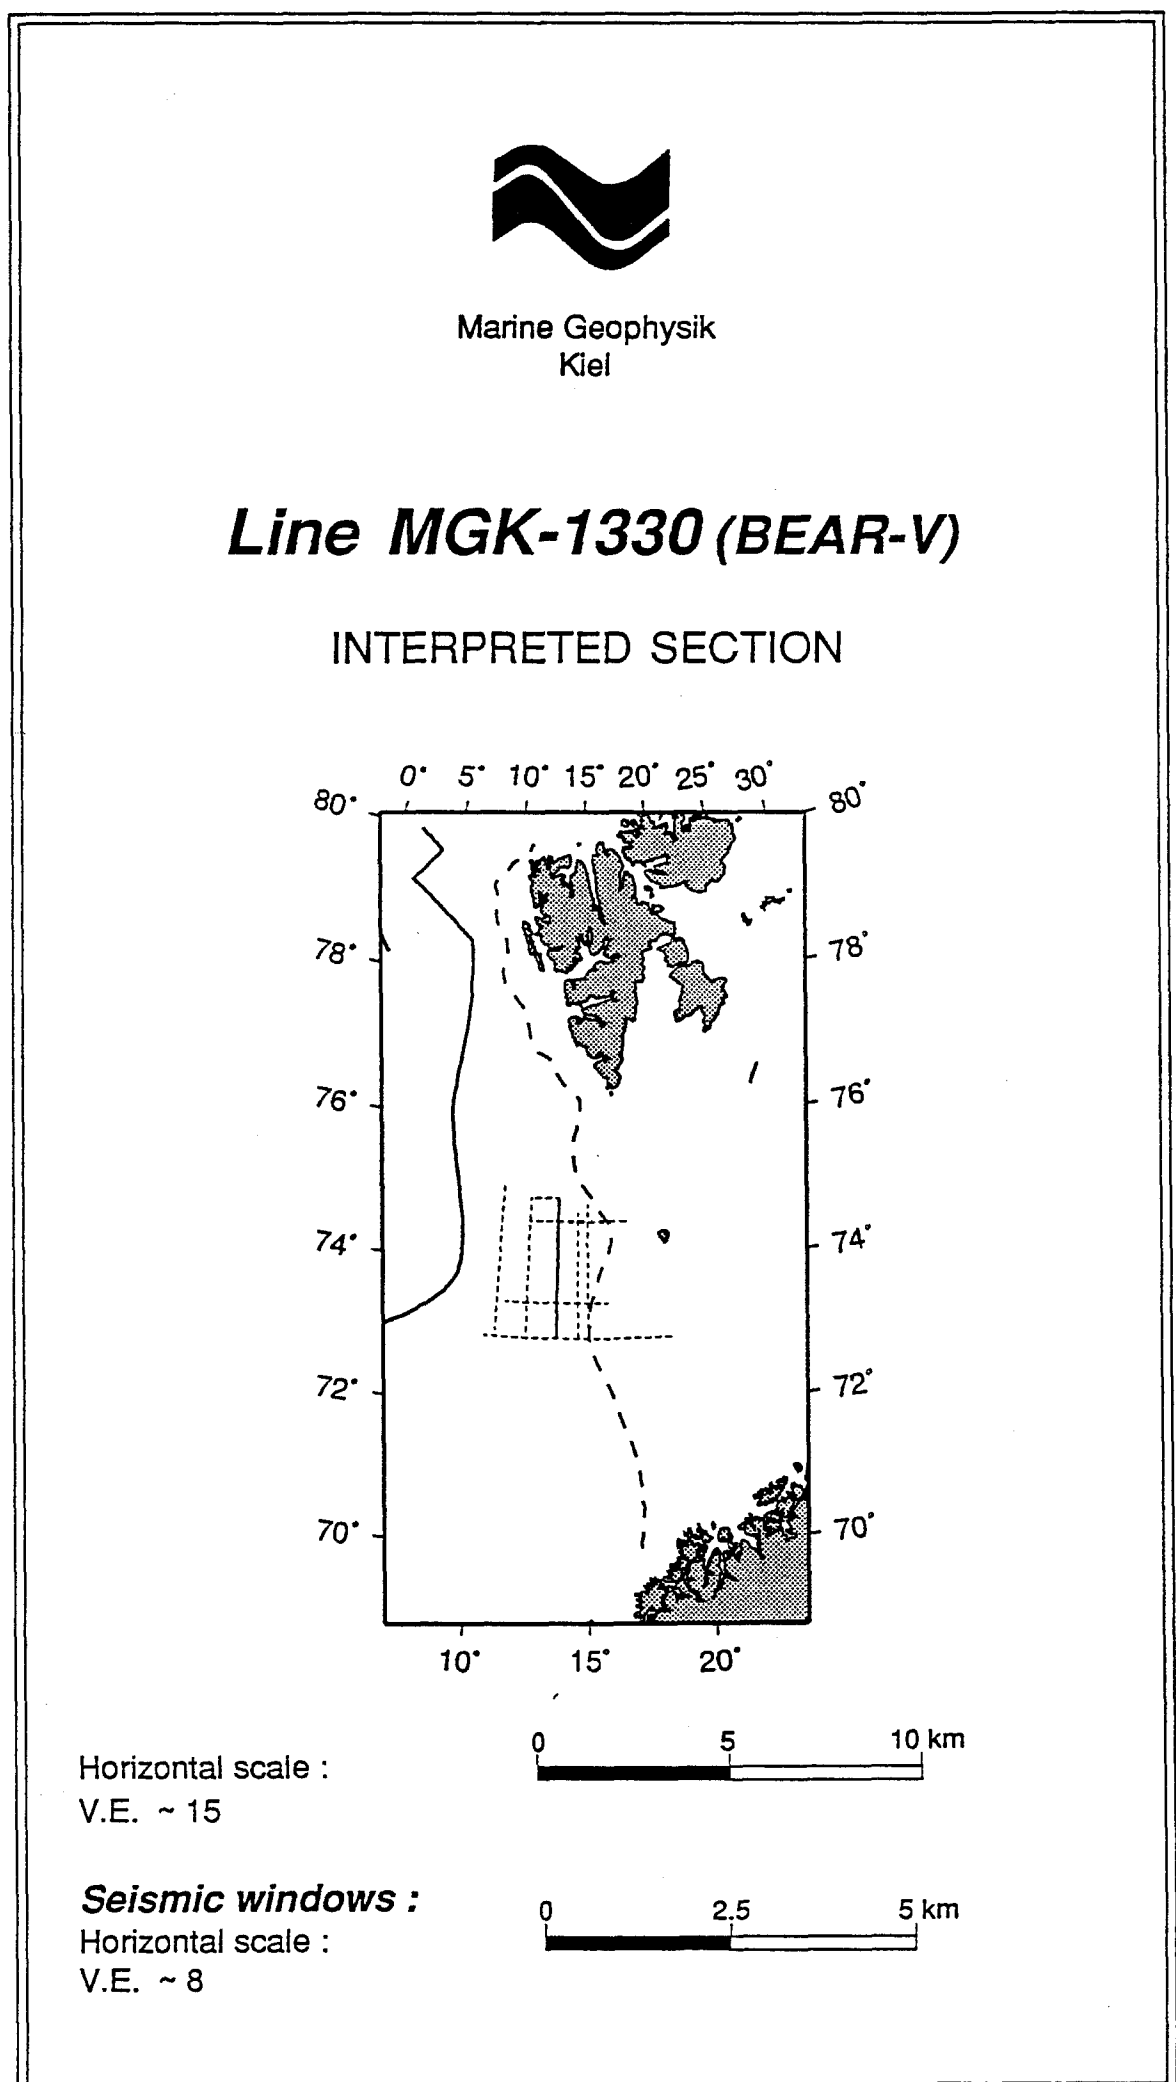 Marine Geophysik
Kiel
Line MGK-1330 (BEAR-V)
INTERPRETED SECTION
0° 5° 10° 15° 20° 25° 30°
80° 80°
78° 78°
76° 76°
74° 74°
72° 72°
70° 70°
10° 15° 20°
0 5 10 km
Horizontal scale :
V.E. ~ 15
Seismic windows :
0 2.5 5 km
Horizontal scale :
V.E. ~ 8